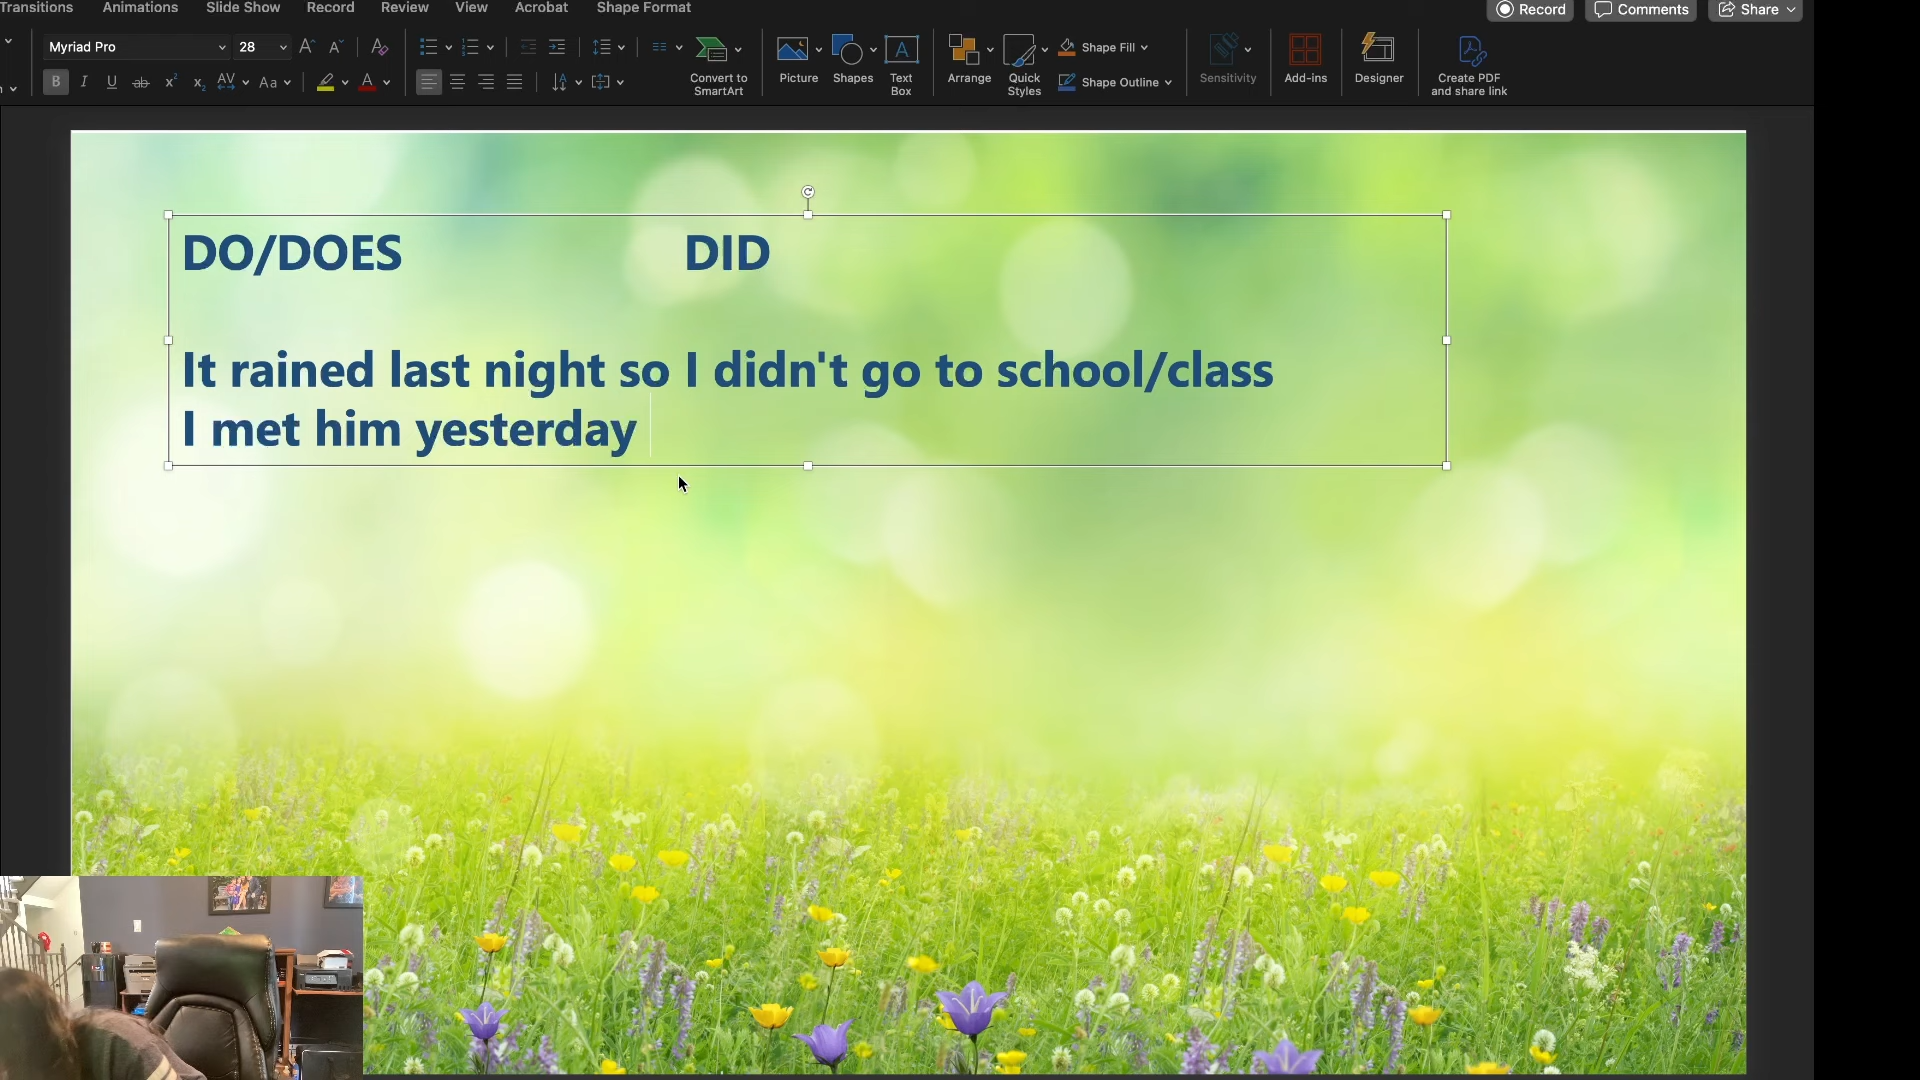 Transitions Animations Slide Show Record Review View Acrobat Shape Format Record Comments Share
Myriad Pro 28
Convert to SmartArt
Picture Shapes Text Box
Arrange Quick Styles
Shape Fill
Shape Outline
Sensitivity Add-ins Designer
Create PDF and share link
DO/DOES DID
It rained last night so I didn't go to school/class
I met him yesterday